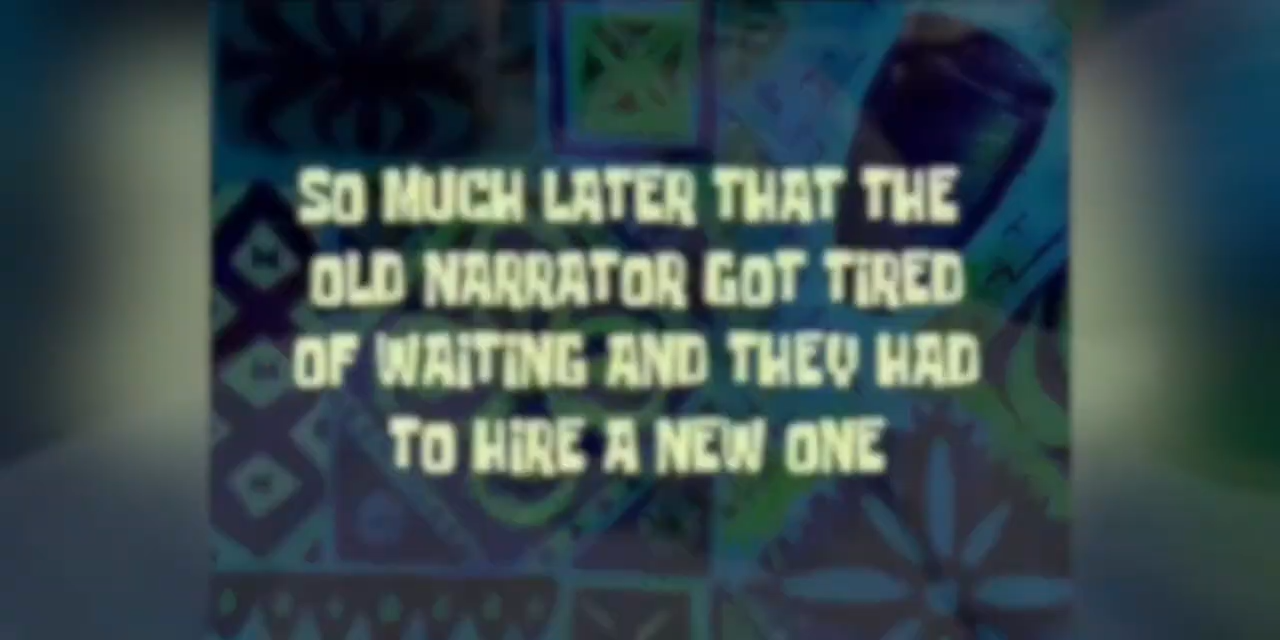 SO MUCH LATER THAT THE
OLD NARRATOR GOT TIRED
OF WAITING AND THEY HAD
TO HIRE A NEW ONE